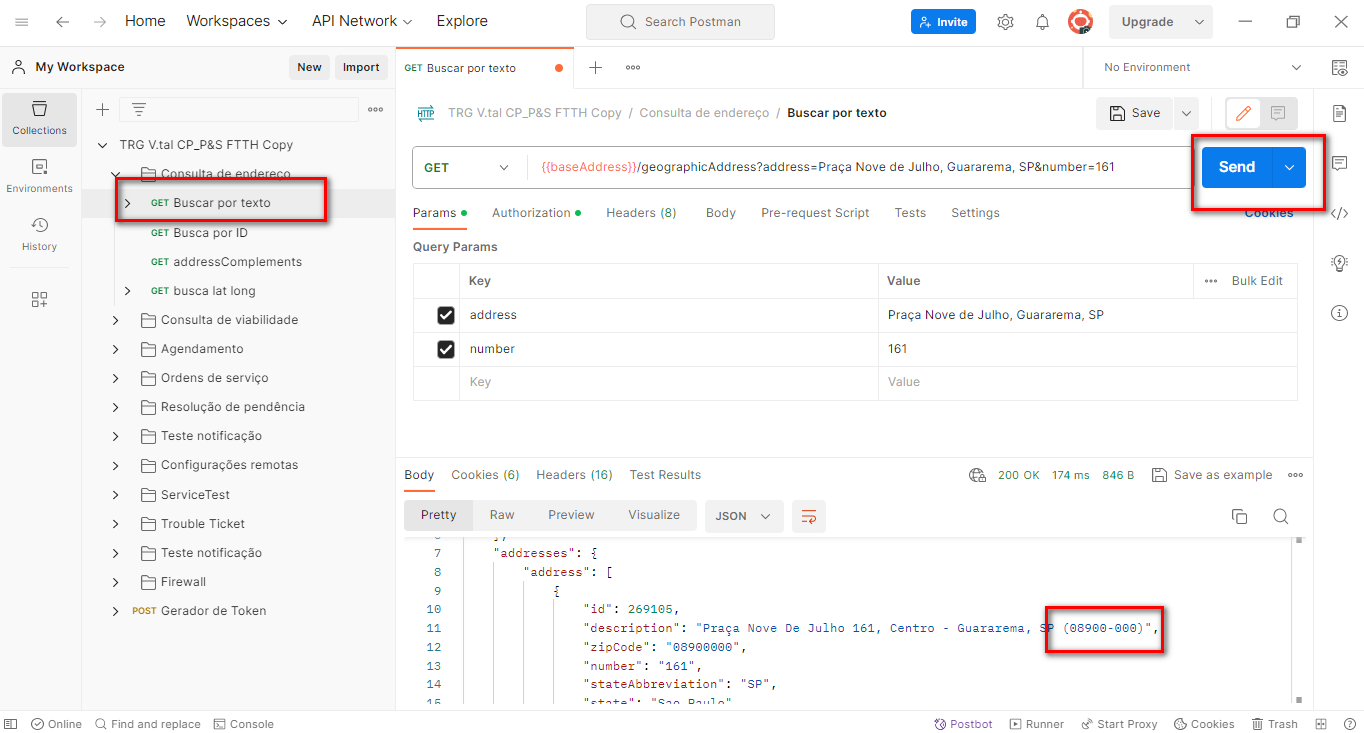 Home Workspaces API Network Explore Search Postman Invite Upgrade
My Workspace New Import GET Buscar por texto No Environment
Collections
Environments
History
TRG V.tal CP_P&S FTTH Copy
Consulta de endereço
GET Buscar por texto
GET Busca por ID
GET addressComplements
GET busca lat long
Consulta de viabilidade
Agendamento
Ordens de serviço
Resolução de pendência
Teste notificação
Configurações remotas
ServiceTest
Trouble Ticket
Teste notificação
Firewall
POST Gerador de Token
HTTP TRG V.tal CP_P&S FTTH Copy / Consulta de endereço / Buscar por texto Save
GET {{baseAddress}}/geographicAddress?address=Praça Nove de Julho, Guararema, SP&number=161 Send
Params Authorization Headers (8) Body Pre-request Script Tests Settings Cookies
Query Params
Key Value Bulk Edit
address Praça Nove de Julho, Guararema, SP
number 161
Key Value
Body Cookies (6) Headers (16) Test Results 200 OK 174 ms 846 B Save as example
Pretty Raw Preview Visualize JSON
6 ],
7 "addresses": {
8 "address": [
9 {
10 "id": 269105,
11 "description": "Praça Nove De Julho 161, Centro - Guararema, SP (08900-000)",
12 "zipCode": "08900000",
13 "number": "161",
14 "stateAbbreviation": "SP",
15 "state": "Sao Paulo"
Online Find and replace Console Postbot Runner Start Proxy Cookies Trash